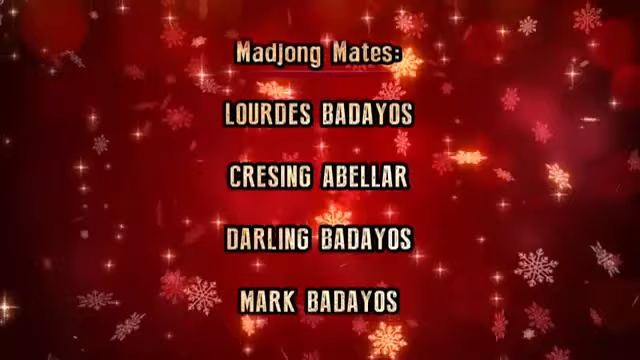 Madjong Mates:
LOURDES BADAYOS
CRESING ABELLAR
DARLING BADAYOS
MARK BADAYOS